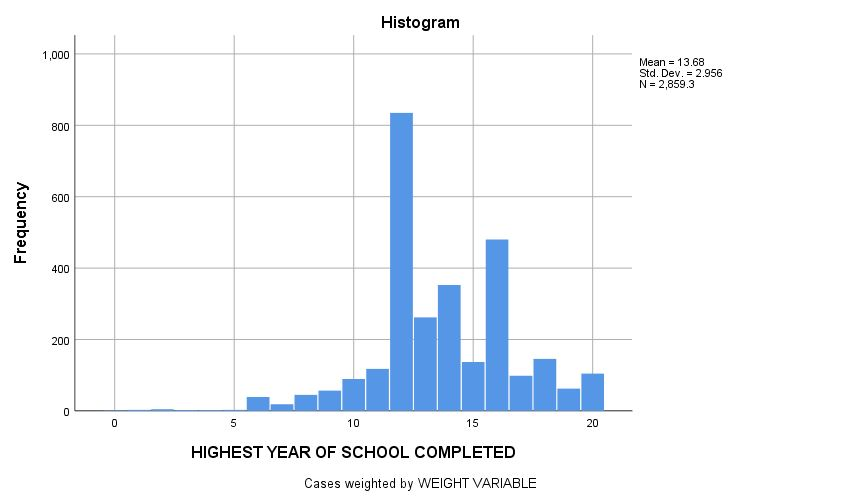 Histogram
Mean = 13.68
Std. Dev. = 2.956
N = 2,859.3
Frequency
1,000
800
600
400
200
0
0 5 10 15 20
HIGHEST YEAR OF SCHOOL COMPLETED
Cases weighted by WEIGHT VARIABLE